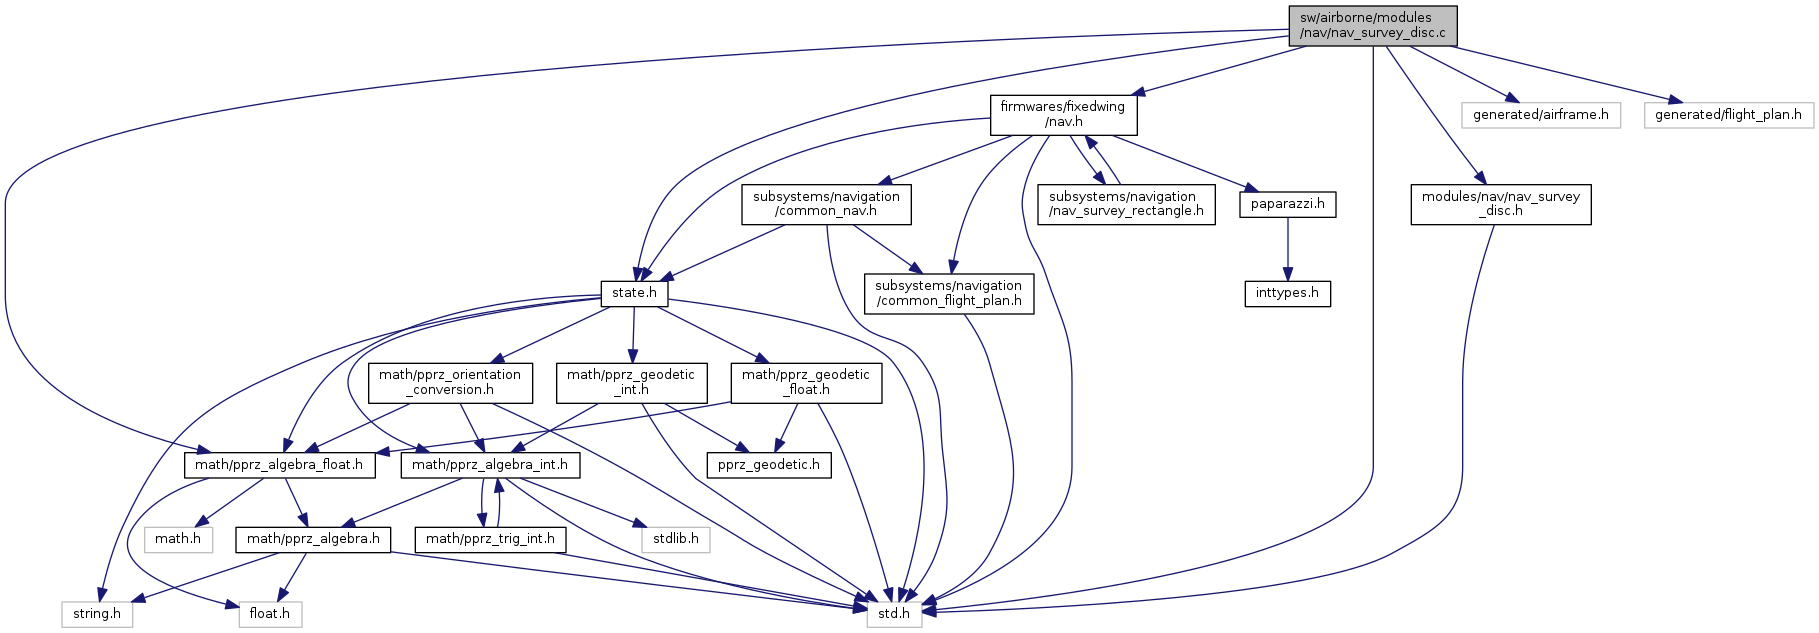 sw/airborne/modules
/nav/nav_survey_disc.c
firmwares/fixedwing
/nav.h
generated/airframe.h
generated/flight_plan.h
subsystems/navigation
/common_nav.h
subsystems/navigation
/nav_survey_rectangle.h
paparazzi.h
modules/nav/nav_survey
_disc.h
state.h
subsystems/navigation
/common_flight_plan.h
inttypes.h
math/pprz_orientation
_conversion.h
math/pprz_geodetic
_int.h
math/pprz_geodetic
_float.h
math/pprz_algebra_float.h
math/pprz_algebra_int.h
pprz_geodetic.h
math.h
math/pprz_algebra.h
math/pprz_trig_int.h
stdlib.h
string.h
float.h
std.h